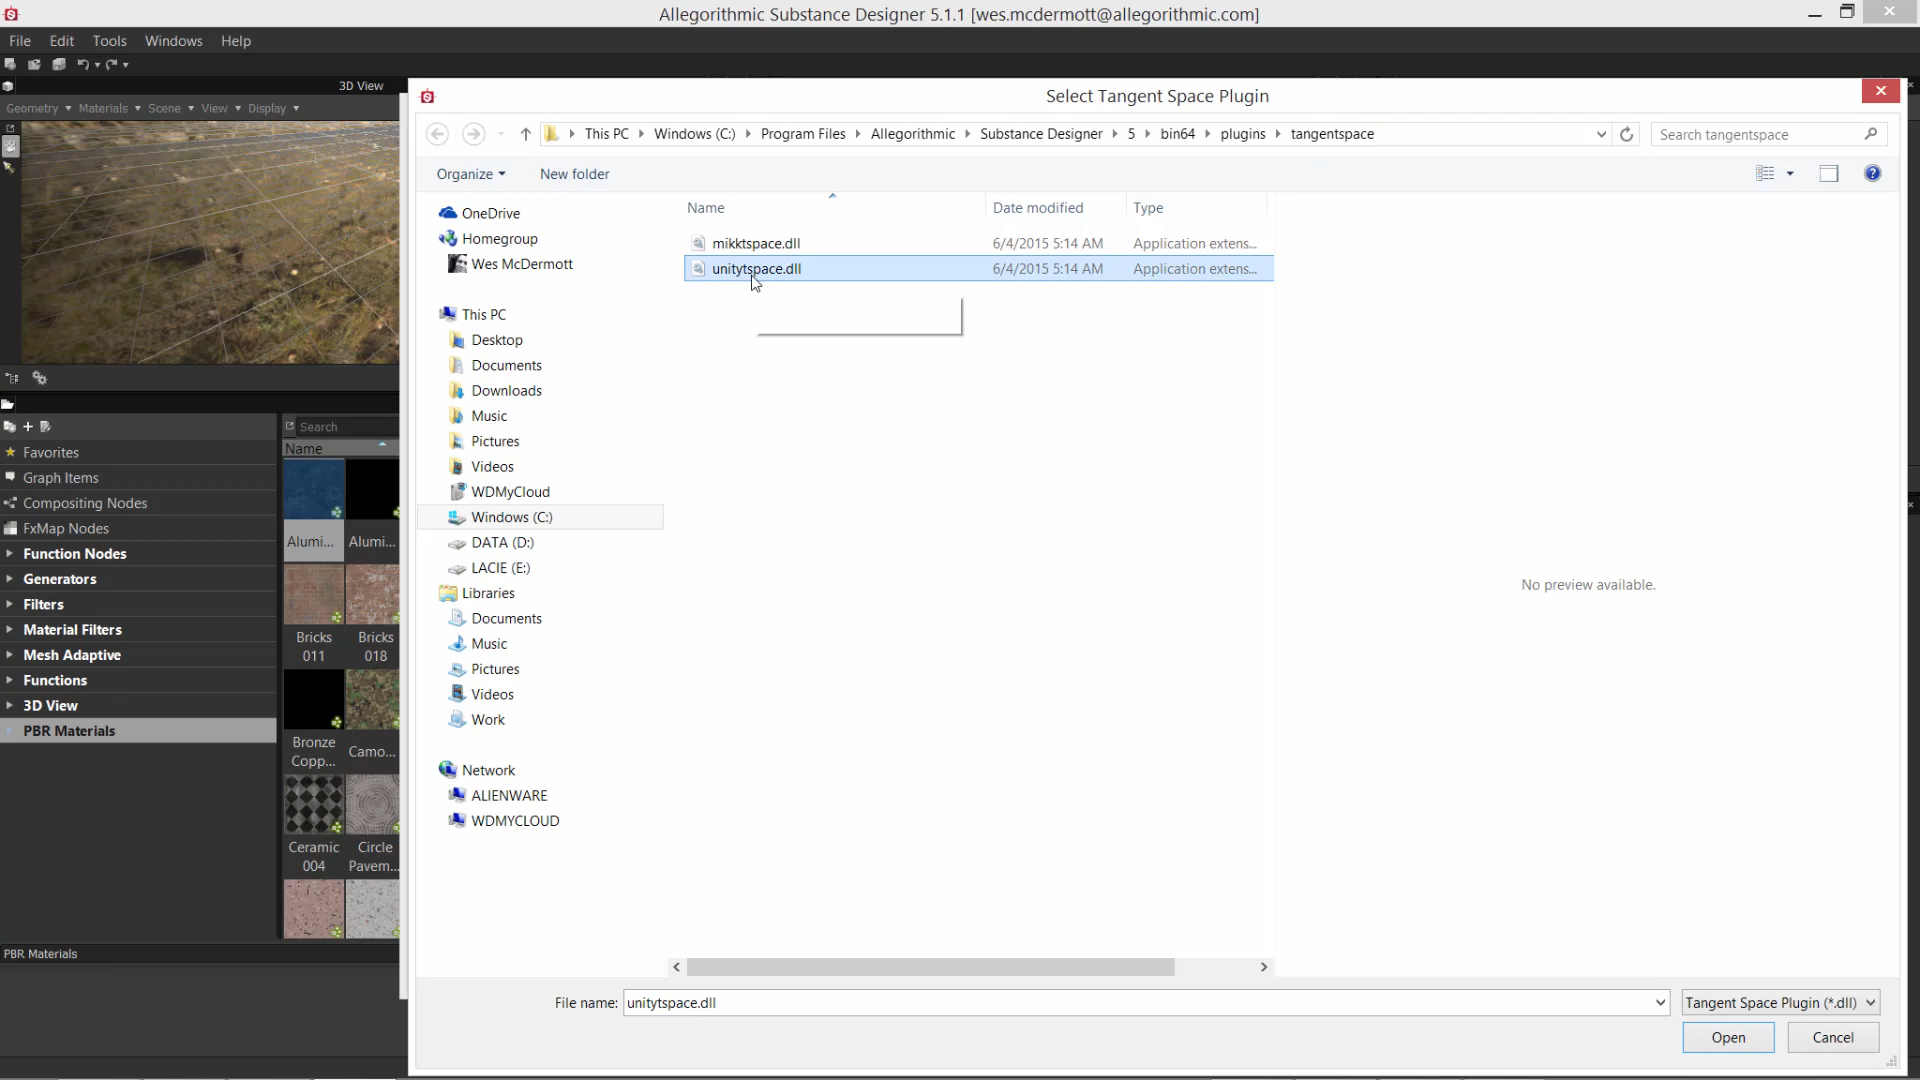 Allegorithmic Substance Designer 5.1.1 [wes.mcdermott@allegorithmic.com]
File Edit Tools Windows Help
3D View
Geometry Materials Scene View Display
Select Tangent Space Plugin
This PC Windows (C:) Program Files Allegorithmic Substance Designer 5 bin64 plugins tangentspace
Search tangentspace
Organize New folder
Name Date modified Type
mikktspace.dll 6/4/2015 5:14 AM Application extens...
unitytspace.dll 6/4/2015 5:14 AM Application extens...
OneDrive
Homegroup
Wes McDermott
This PC
Desktop
Documents
Downloads
Music
Pictures
Videos
WDMyCloud
Windows (C:)
DATA (D:)
LACIE (E:)
Libraries
Documents
Music
Pictures
Videos
Work
Network
ALIENWARE
WDMYCLOUD
No preview available.
File name: unitytspace.dll
Tangent Space Plugin (*.dll)
Open Cancel
Search
Name
Favorites
Graph Items
Compositing Nodes
FxMap Nodes
Function Nodes
Generators
Filters
Material Filters
Mesh Adaptive
Functions
3D View
PBR Materials
Alumi... Alumi...
Bricks 
011
Bricks 
018
Bronze 
Copp...
Camo...
Ceramic 
004
Circle 
Pavem...
PBR Materials